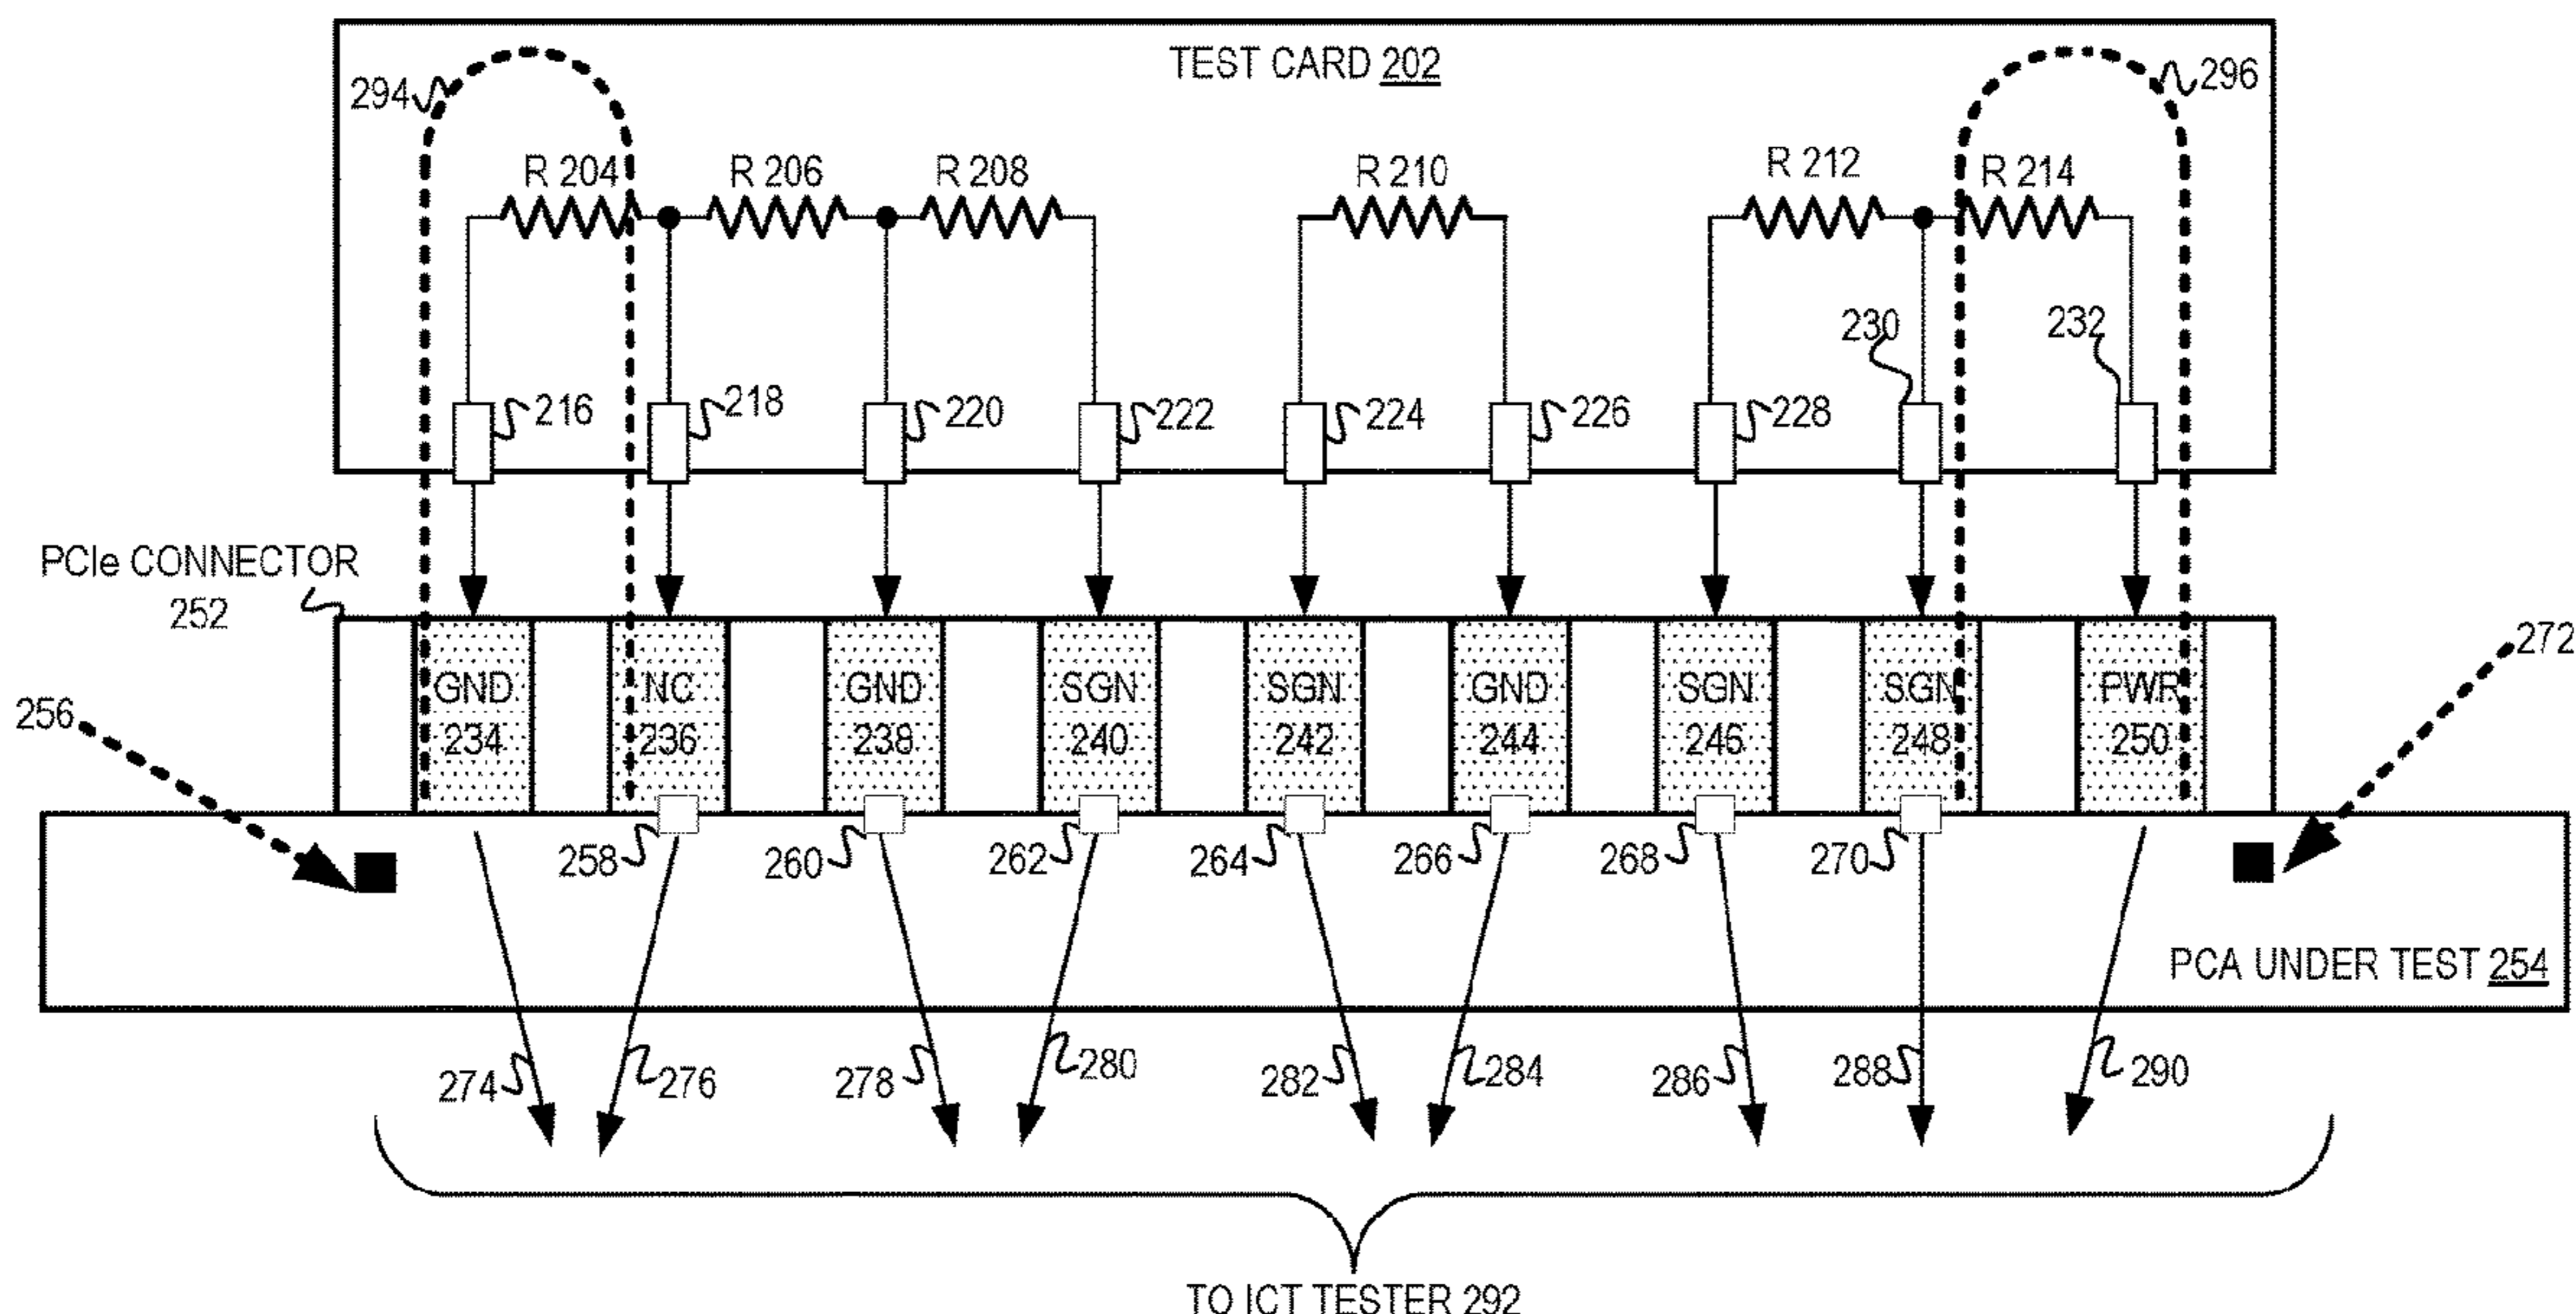 TEST CARD 202
294
296
R 204
R 206
R 208
R 210
R 212
R 214
230
232
216
218
220
222
224
226
228
PCIe CONNECTOR
252
GND
234
NC
236
GND
238
SGN
240
SGN
242
GND
244
SGN
246
SGN
248
PWR
250
256
272
258
260
262
264
266
268
270
PCA UNDER TEST 254
274
276
278
280
282
284
286
288
290
TO ICT TESTER 292